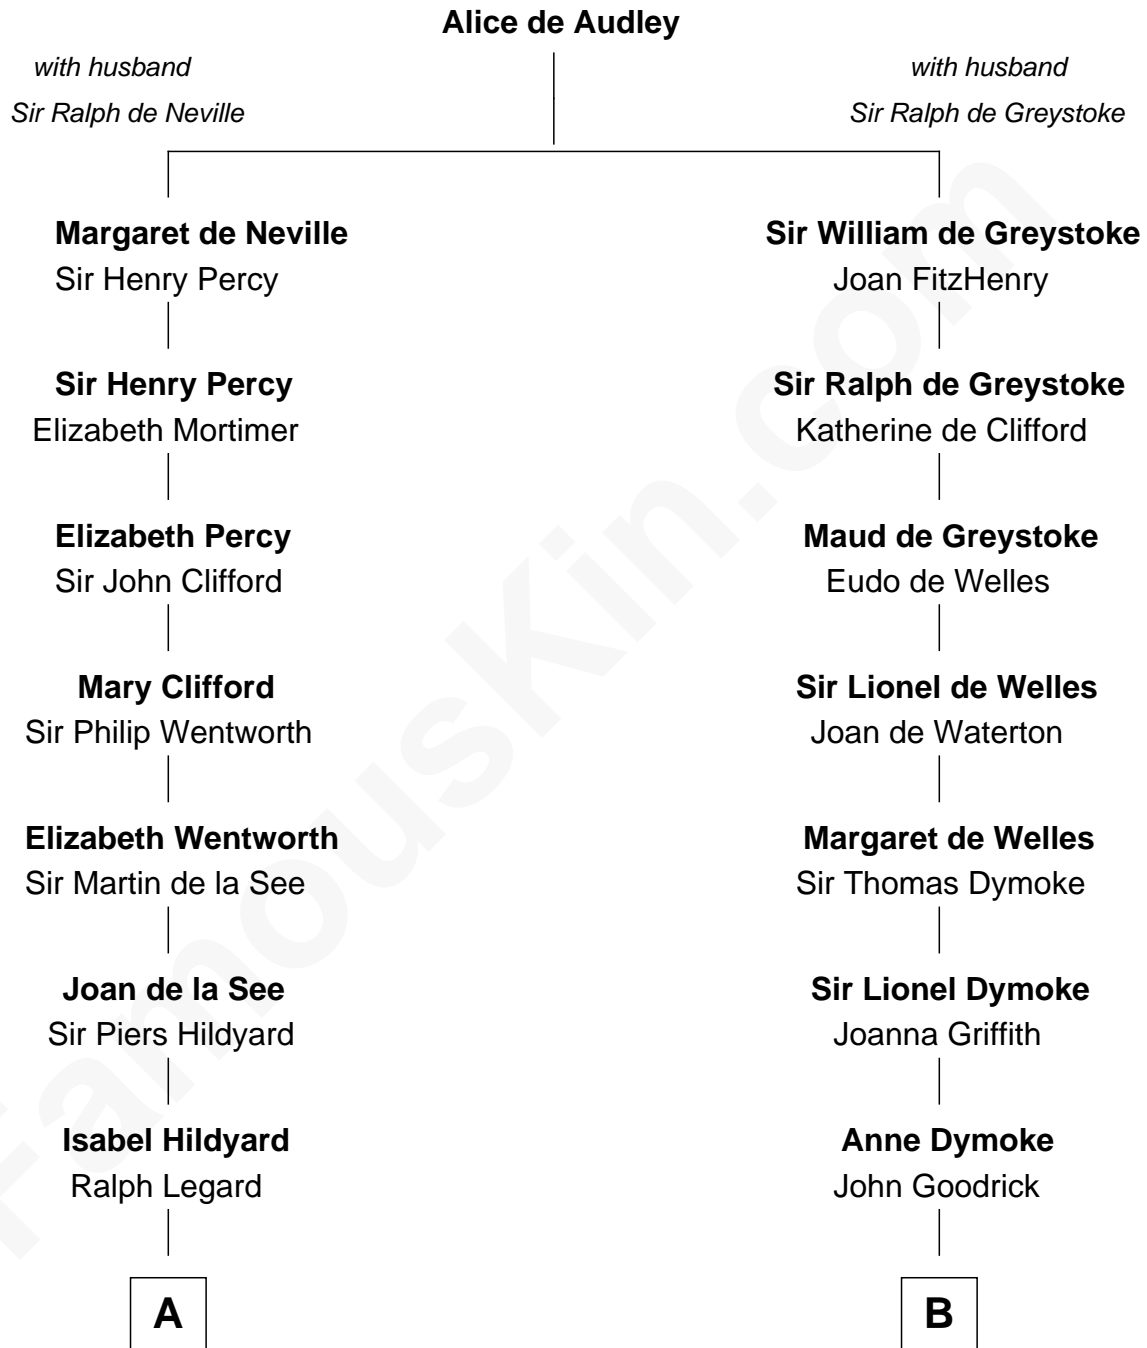 Alice de Audley
with husband
Sir Ralph de Neville
with husband
Sir Ralph de Greystoke
Margaret de Neville
Sir Henry Percy
Sir William de Greystoke
Joan FitzHenry
Sir Henry Percy
Elizabeth Mortimer
Sir Ralph de Greystoke
Katherine de Clifford
Elizabeth Percy
Sir John Clifford
Maud de Greystoke
Eudo de Welles
Mary Clifford
Sir Philip Wentworth
Sir Lionel de Welles
Joan de Waterton
Elizabeth Wentworth
Sir Martin de la See
Margaret de Welles
Sir Thomas Dymoke
Joan de la See
Sir Piers Hildyard
Sir Lionel Dymoke
Joanna Griffith
Isabel Hildyard
Ralph Legard
Anne Dymoke
John Goodrick
A
B
FamousKin.com